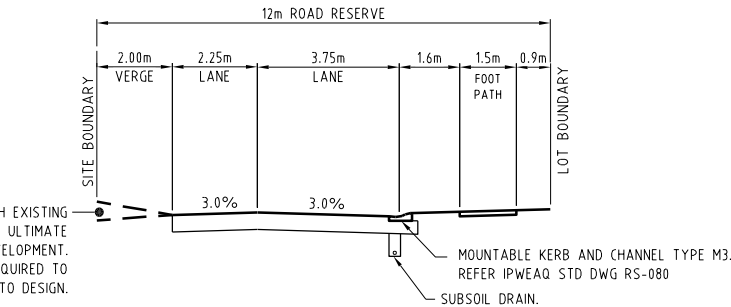 12m ROAD RESERVE
2.00m
2.25m
3.75m
1.6m
1.5m
0.9m
VERGE
LANE
LANE
FOOT
PATH
SITE BOUNDARY
LOT BOUNDARY
3.0%
3.0%
EXISTING
ULTIMATE
QUIRED TO
TO DESIGN.
MOUNTABLE KERB AND CHANNEL TYPE M3.
REFER IPWEAQ STD DWG RS-080
SUBSOIL DRAIN.